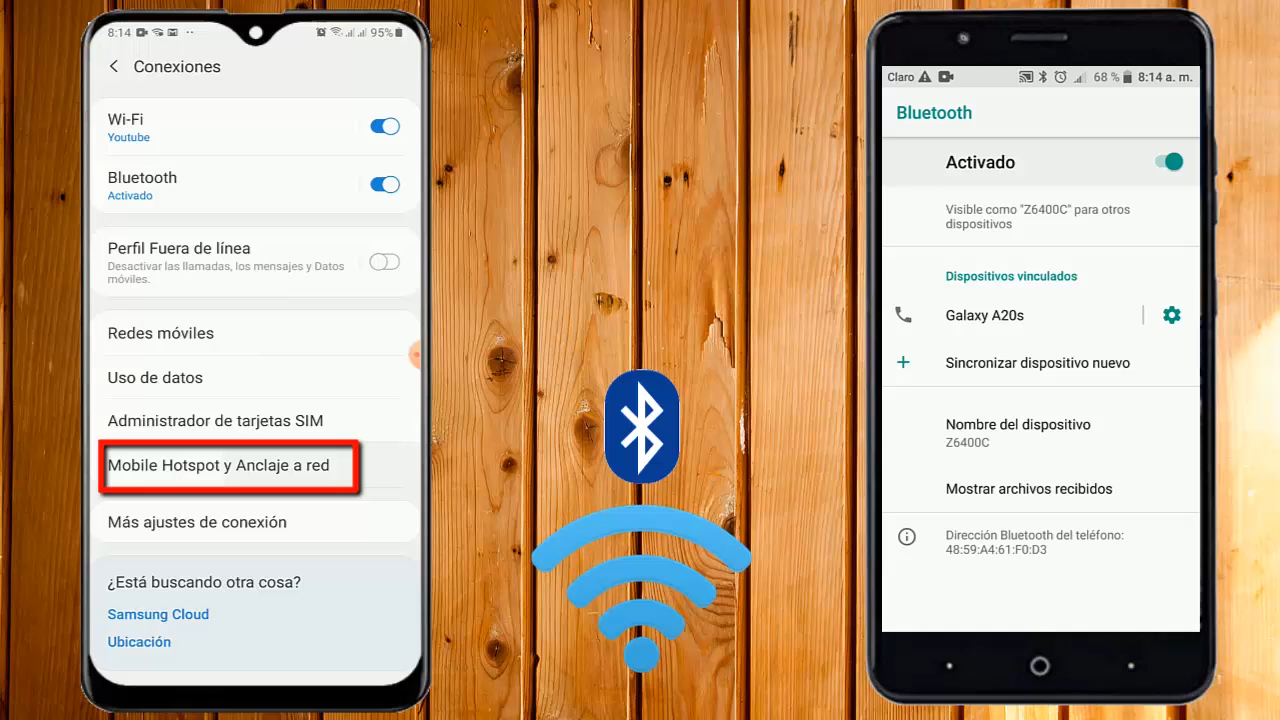 8:14
95%
Conexiones
Wi-Fi
Youtube
Bluetooth
Activado
Perfil Fuera de línea
Desactivar las llamadas, los mensajes y Datos
móviles.
Redes móviles
Uso de datos
Administrador de tarjetas SIM
Mobile Hotspot y Anclaje a red
Más ajustes de conexión
¿Está buscando otra cosa?
Samsung Cloud
Ubicación
Claro
68 %
8:14 a. m.
Bluetooth
Activado
Visible como "Z6400C" para otros
dispositivos
Dispositivos vinculados
Galaxy A20s
Sincronizar dispositivo nuevo
Nombre del dispositivo
Z6400C
Mostrar archivos recibidos
Dirección Bluetooth del teléfono:
48:59:A4:61:F0:D3